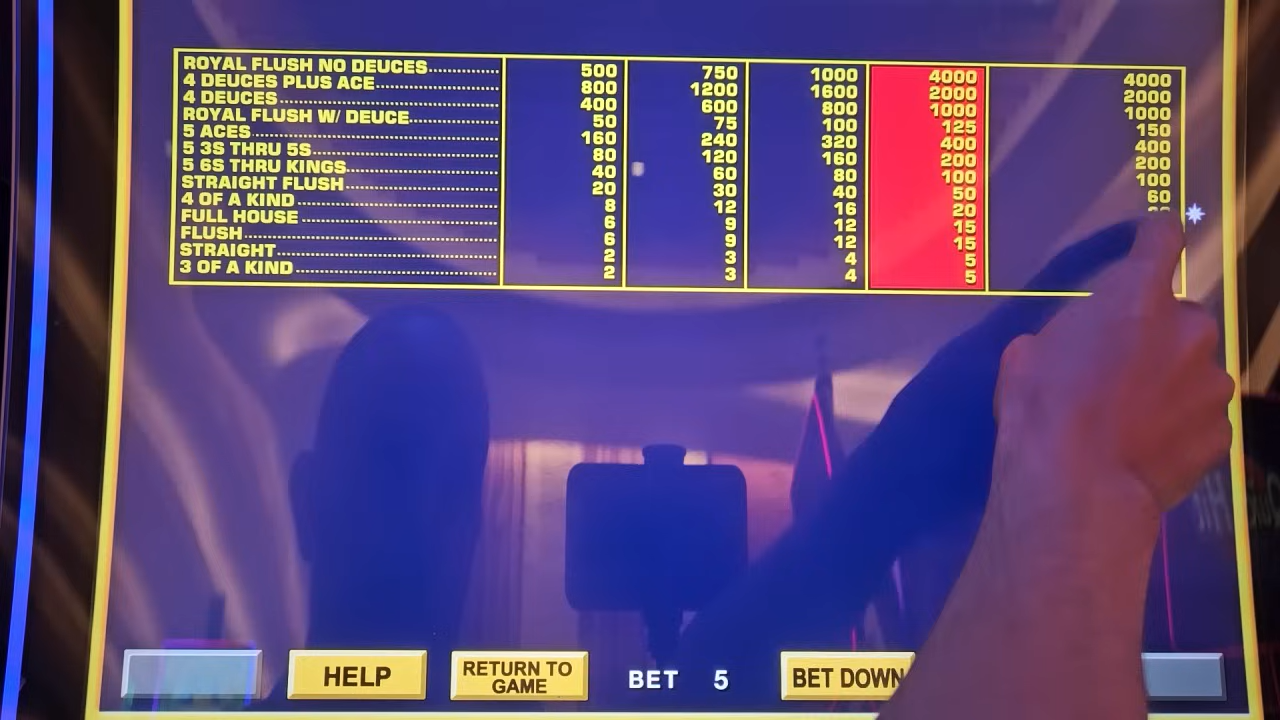 ROYAL FLUSH NO DEUCES 500 750 1000 4000 4000
4 DEUCES PLUS ACE 800 1200 1600 2000 2000
4 DEUCES 400 600 800 1000 1000
ROYAL FLUSH W/ DEUCE 50 75 100 125 150
5 ACES 160 240 320 400 400
5 3S THRU 5S 80 120 160 200 200
5 6S THRU KINGS 40 60 80 100 100
STRAIGHT FLUSH 20 30 40 50 60
4 OF A KIND 8 12 16 20
FULL HOUSE 6 9 12 15
FLUSH 6 9 12 15
STRAIGHT 2 3 4 5
3 OF A KIND 2 3 4 5
HELP
RETURN TO
GAME
BET 5
BET DOWN